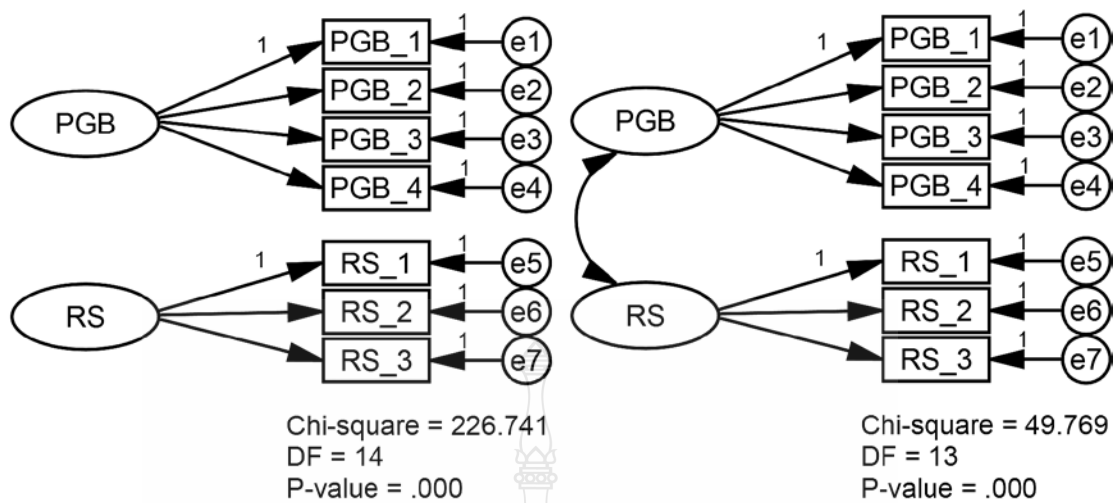 1
PGB_1
1
e1
PGB_2
1
e2
PGB
PGB_3
1
e3
PGB_4
1
e4
1
RS_1
1
e5
RS
RS_2
1
e6
RS_3
1
e7
Chi-square = 226.741
DF = 14
P-value = .000
1
PGB_1
1
e1
PGB_2
1
e2
PGB
PGB_3
1
e3
PGB_4
1
e4
1
RS_1
1
e5
RS
RS_2
1
e6
RS_3
1
e7
Chi-square = 49.769
DF = 13
P-value = .000